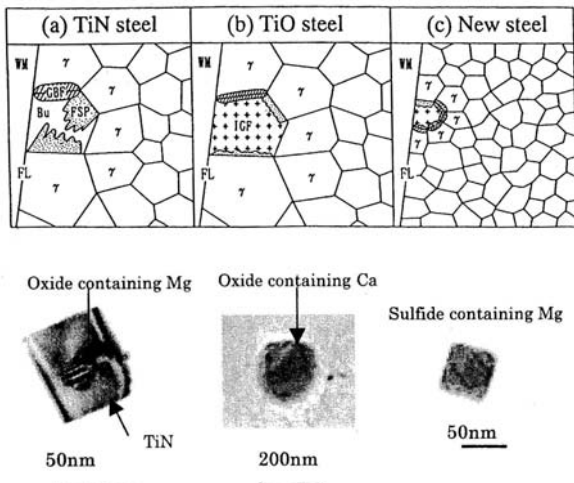 (a) TiN steel
(b) TiO steel
(c) New steel
WM
γ
GBF
Bu
FSP
γ
γ
FL
γ
WM
γ
γ
IGF
γ
FL
γ
WM
γ
γ
γ
γ
γ
FL
Oxide containing Mg
Oxide containing Ca
Sulfide containing Mg
TiN
50nm
200nm
50nm